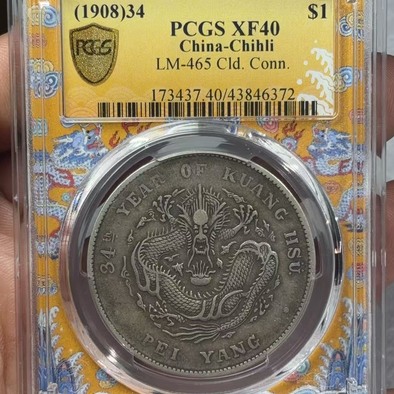 (1908)34 $1
PCGS XF40
China-Chihli
LM-465 Cld. Conn.
173437.40/43846372
PCGS
34TH YEAR OF KUANG HSU
PEI YANG